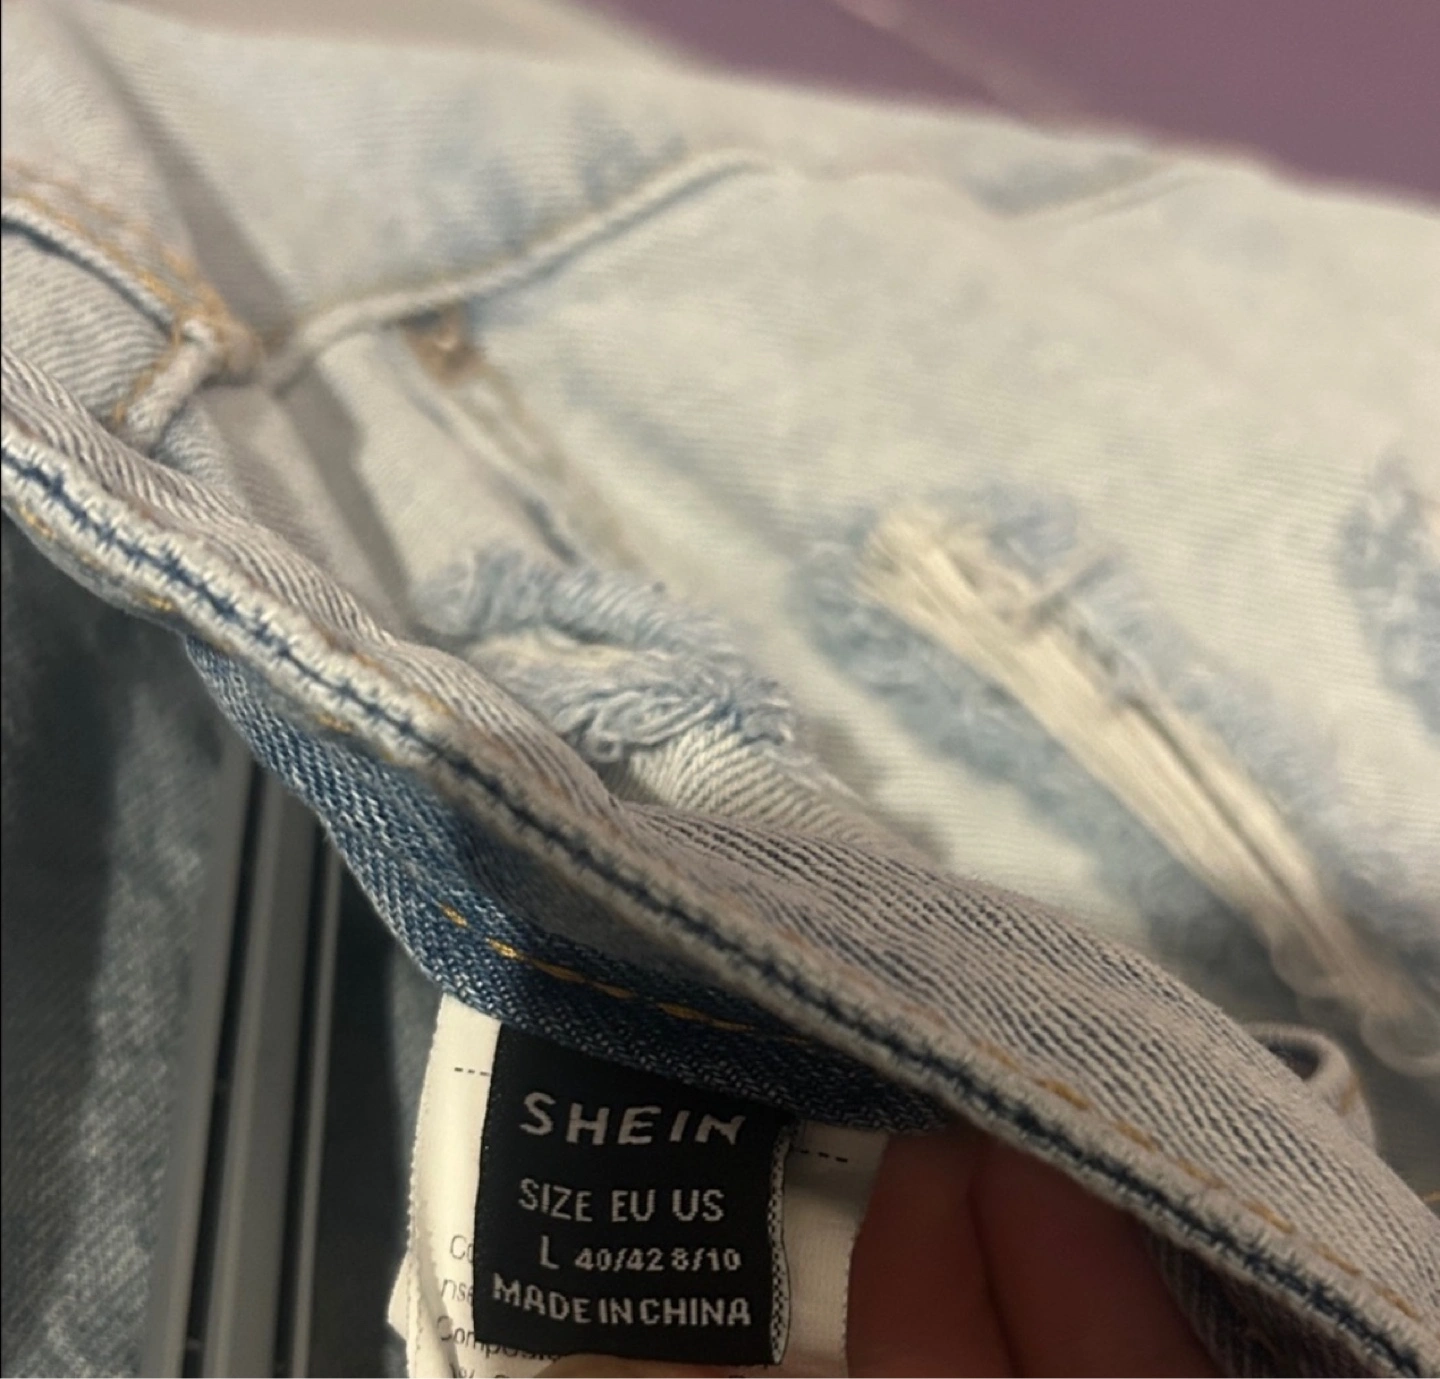 SHEIN
SIZE EU US
L 40/42 8/10
MADE IN CHINA